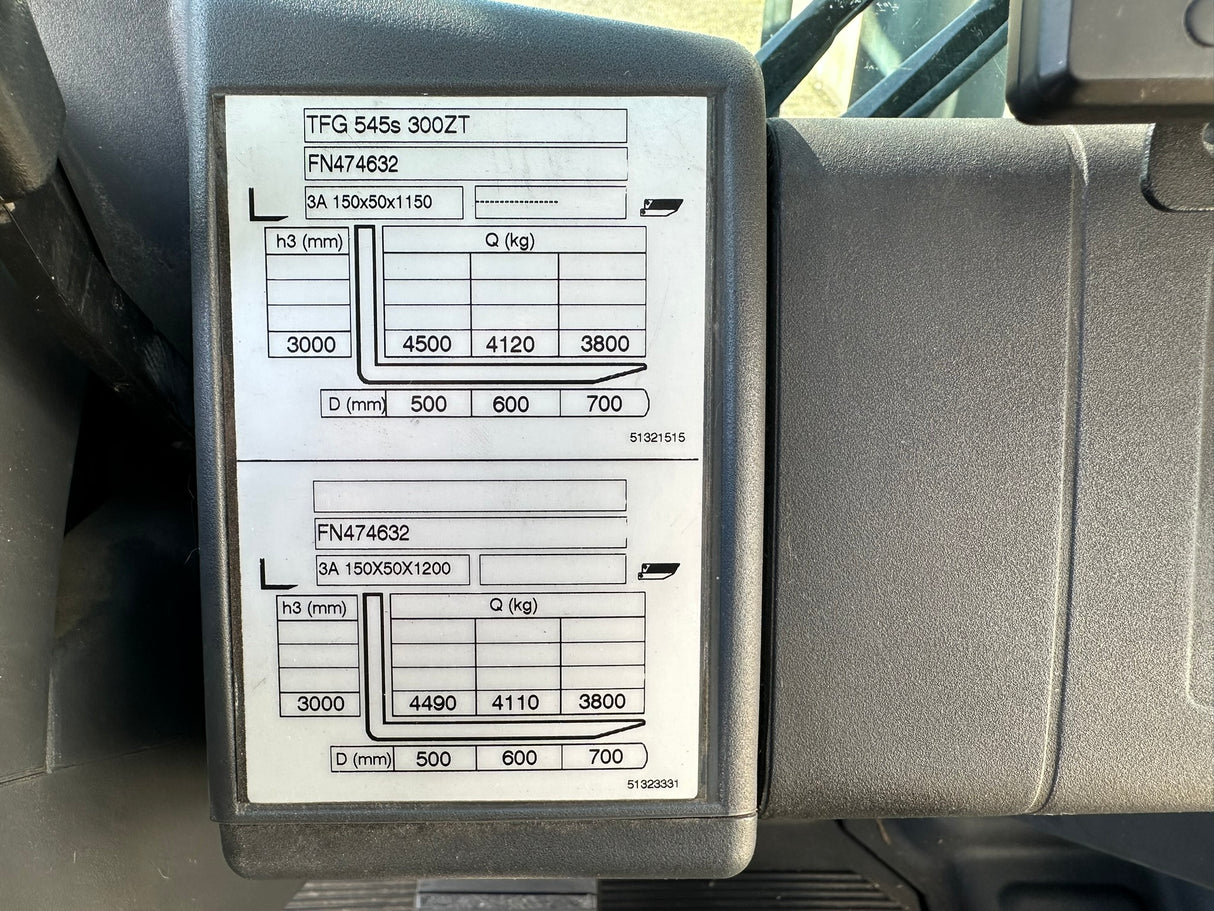 TFG 545s 300ZT
FN474632
3A 150x50x1150 --------------------
h3 (mm) Q (kg)
3000 4500 4120 3800
D (mm) 500 600 700
51321515
FN474632
3A 150X50X1200
h3 (mm) Q (kg)
3000 4490 4110 3800
D (mm) 500 600 700
51323331